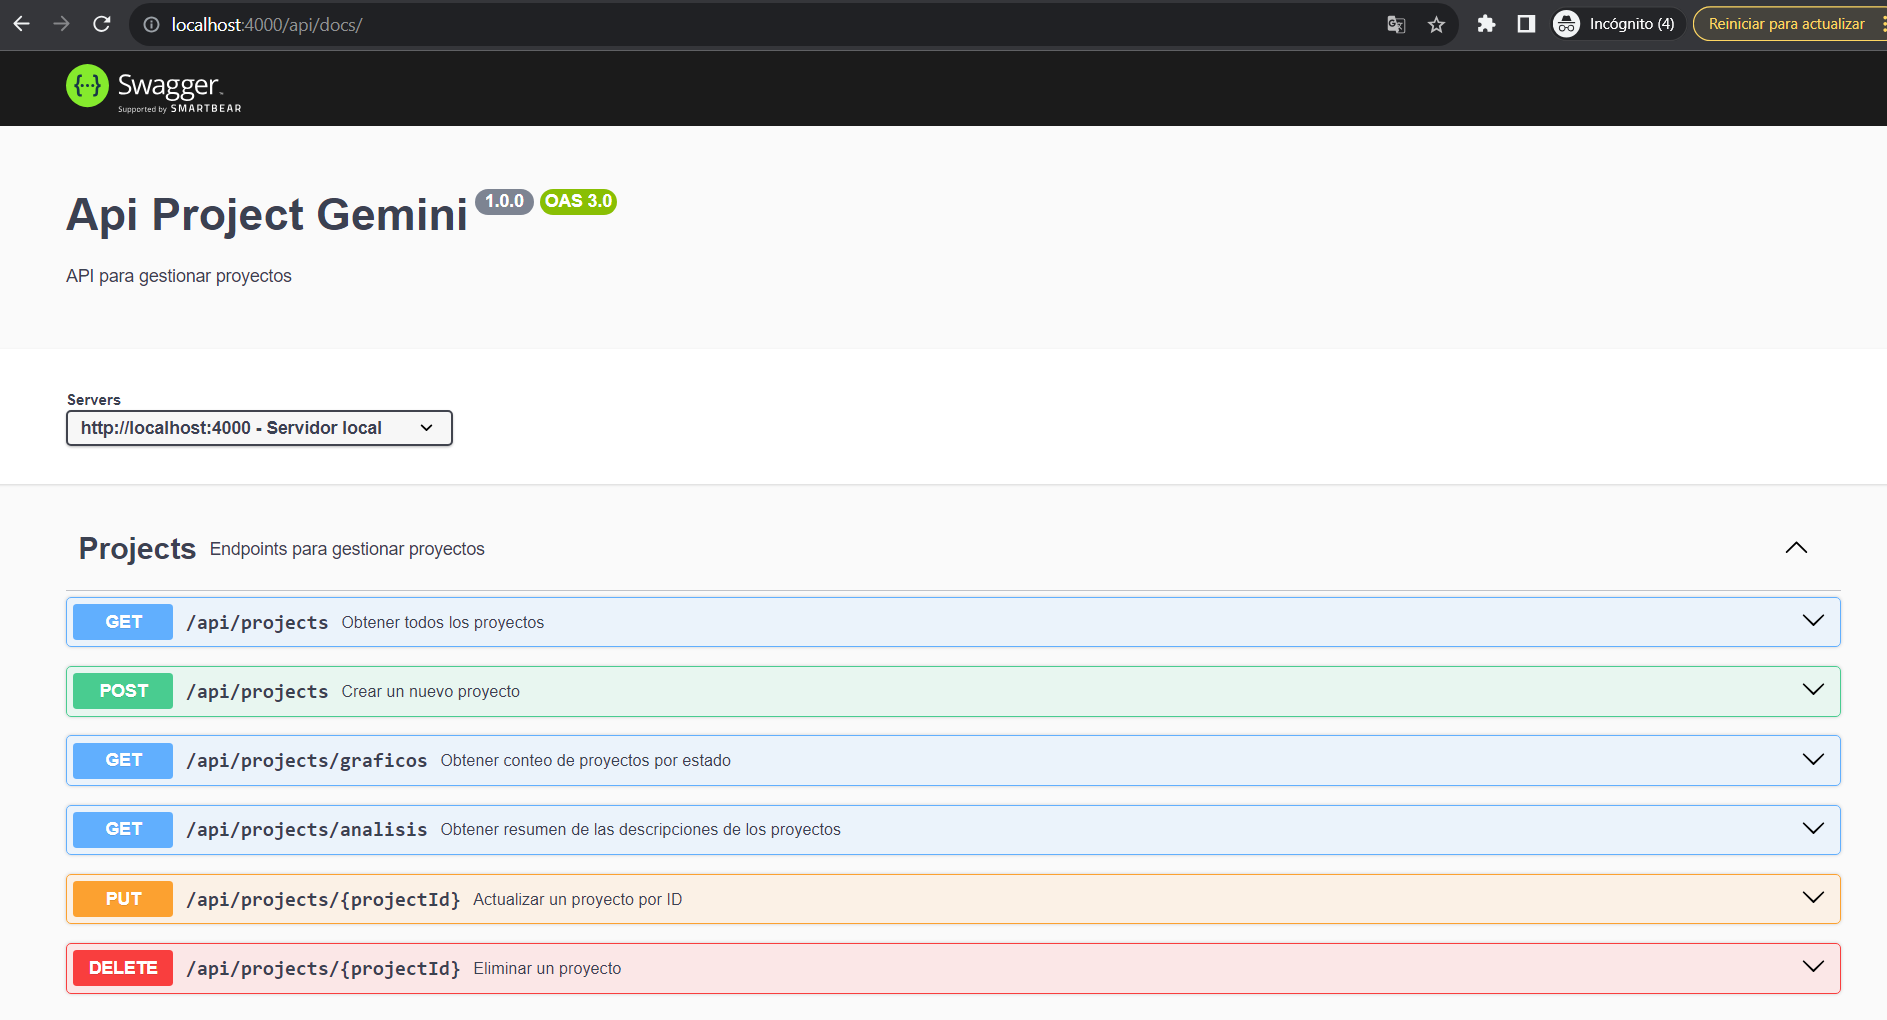 localhost:4000/api/docs/
Incógnito (4)
Reiniciar para actualizar
{···} Swagger.
Supported by SMARTBEAR
Api Project Gemini 1.0.0 OAS 3.0
API para gestionar proyectos
Servers
http://localhost:4000 - Servidor local
Projects Endpoints para gestionar proyectos
GET /api/projects Obtener todos los proyectos
POST /api/projects Crear un nuevo proyecto
GET /api/projects/graficos Obtener conteo de proyectos por estado
GET /api/projects/analisis Obtener resumen de las descripciones de los proyectos
PUT /api/projects/{projectId} Actualizar un proyecto por ID
DELETE /api/projects/{projectId} Eliminar un proyecto